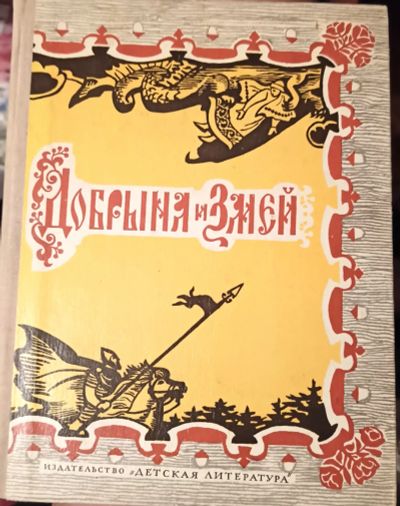 Добрыня и Змей
ИЗДАТЕЛЬСТВО „ДЕТСКАЯ ЛИТЕРАТУРА"